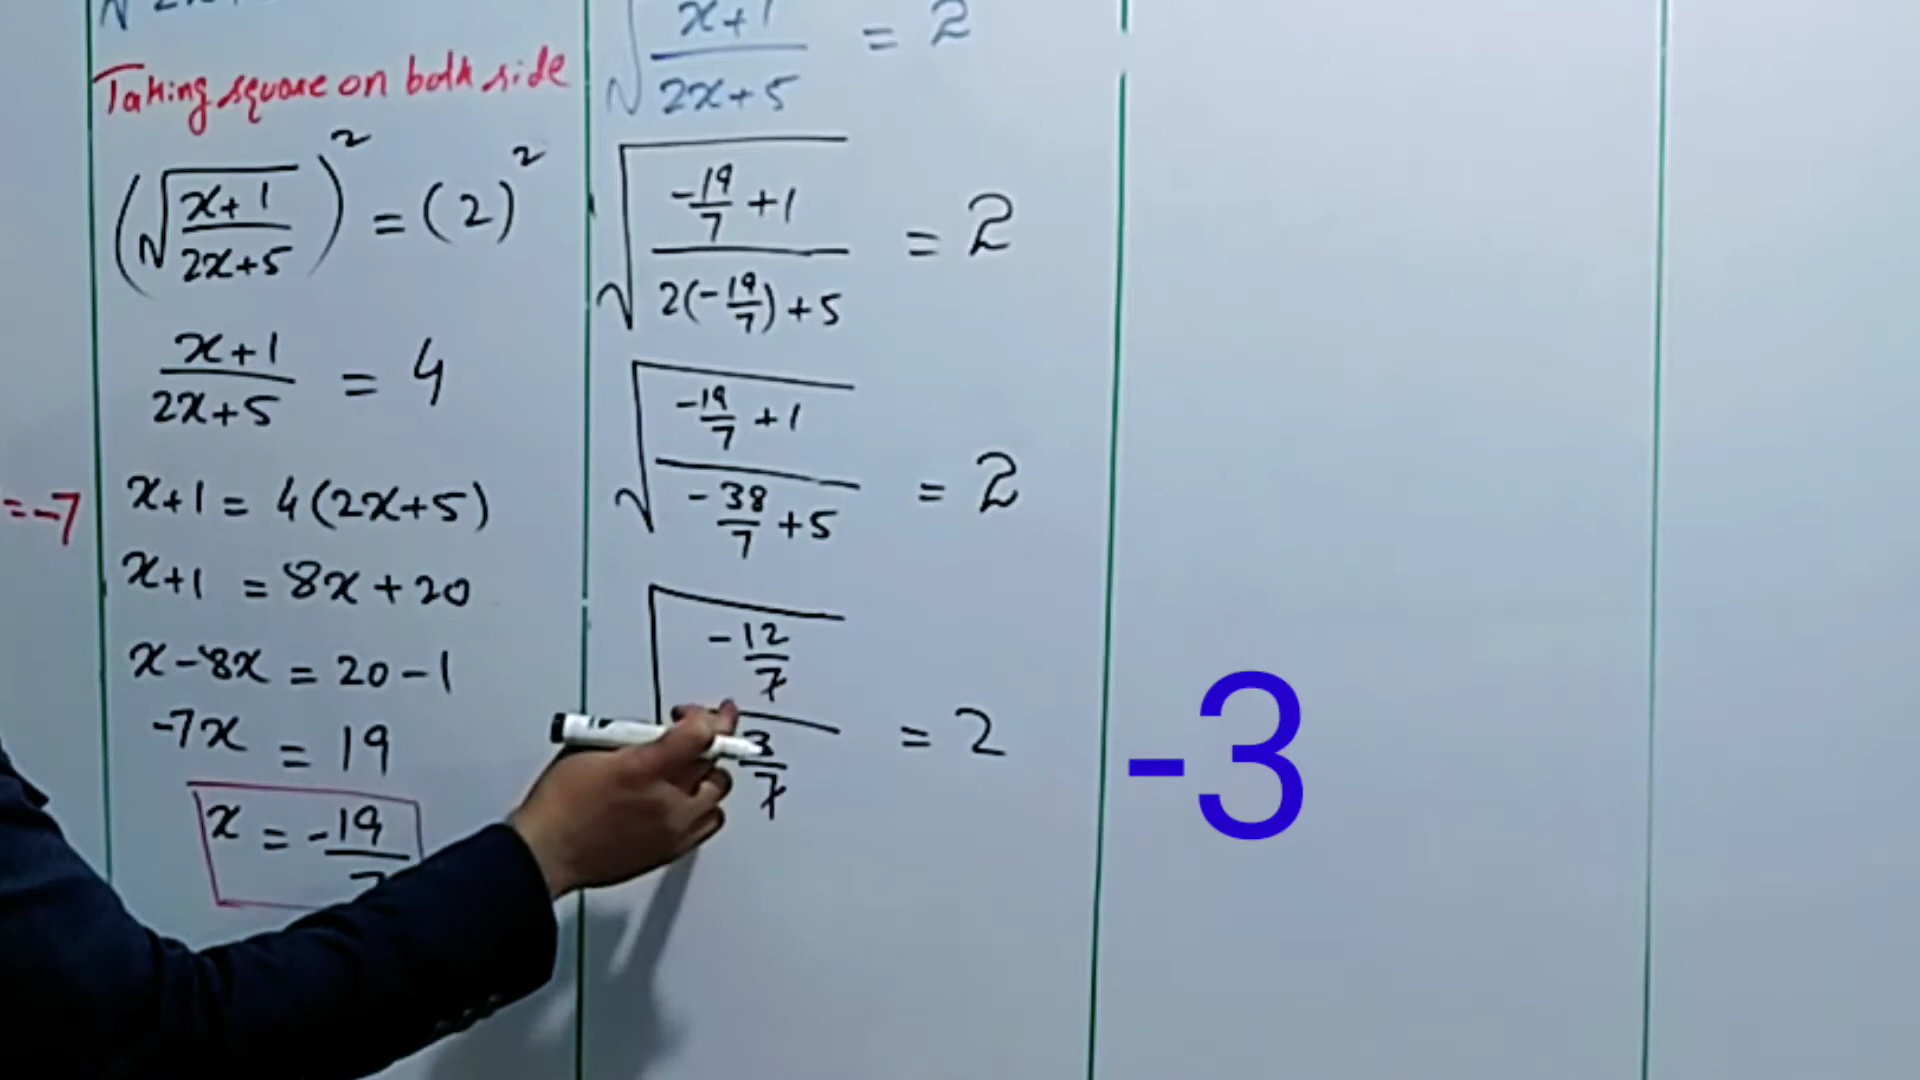 Taking square on both side
(√((x+1)/(2x+5)))² = (2)²
(x+1)/(2x+5) = 4
=-7
x+1 = 4(2x+5)
x+1 = 8x+20
x-8x = 20-1
-7x = 19
x = -19/7
√((x+1)/(2x+5)) = 2
√((-19/7 +1)/(2(-19/7)+5)) = 2
√((-19/7 +1)/(-38/7 +5)) = 2
√((-12/7)/(3/7)) = 2
-3